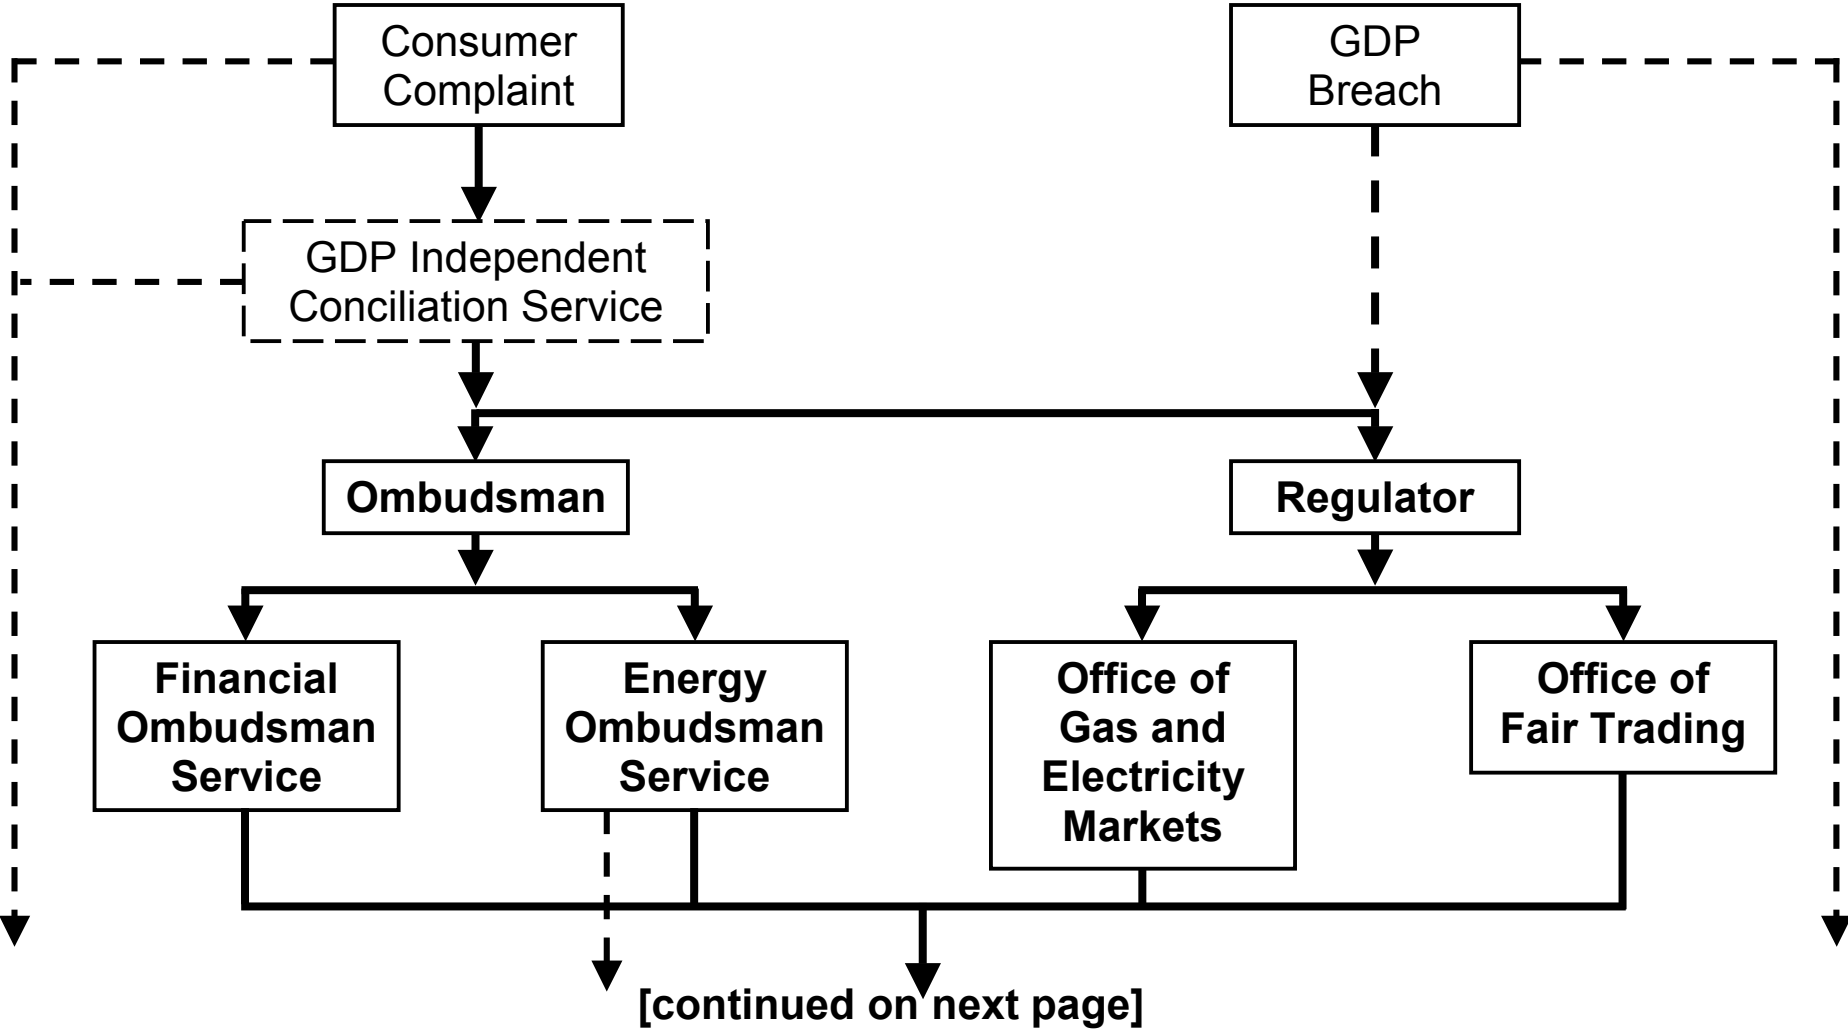 Consumer
Complaint
GDP
Breach
GDP Independent
Conciliation Service
Ombudsman
Regulator
Financial
Ombudsman
Service
Energy
Ombudsman
Service
Office of
Gas and
Electricity
Markets
Office of
Fair Trading
[continued on next page]